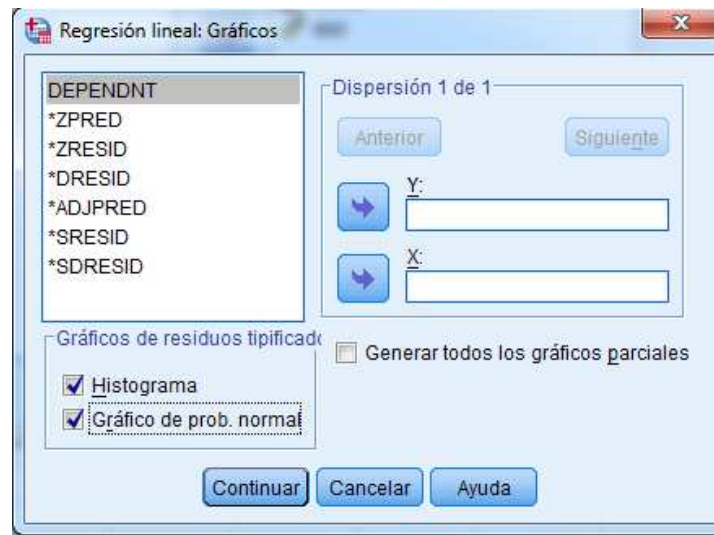 Regresión lineal: Gráficos
DEPENDNT
*ZPRED
*ZRESID
*DRESID
*ADJPRED
*SRESID
*SDRESID
Dispersión 1 de 1
Anterior
Siguiente
Y:
X:
Gráficos de residuos tipificado
Histograma
Gráfico de prob. normal
Generar todos los gráficos parciales
Continuar
Cancelar
Ayuda